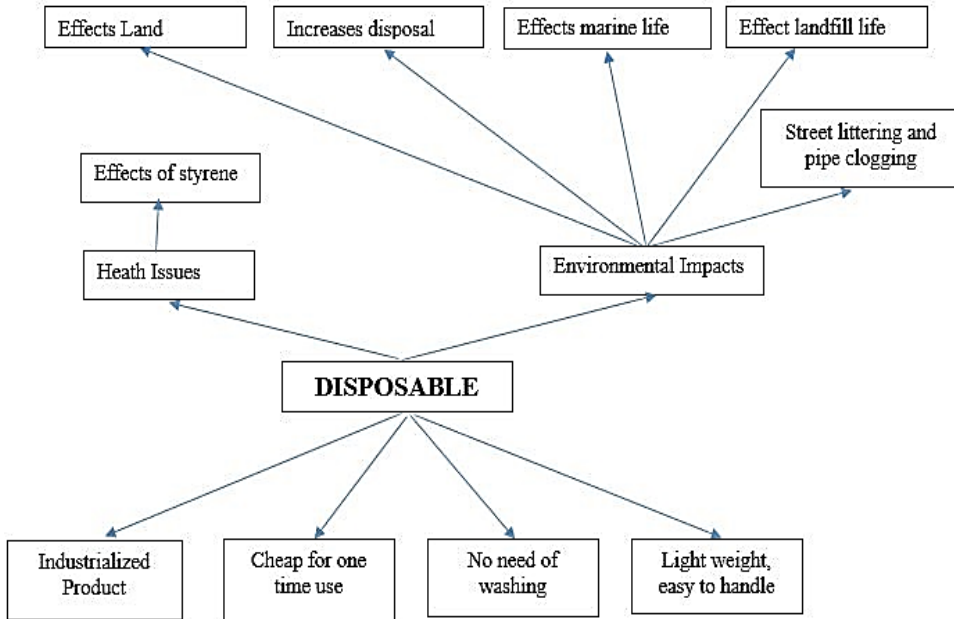 Effects Land
Increases disposal
Effects marine life
Effect landfill life
Street littering and
pipe clogging
Effects of styrene
Heath Issues
Environmental Impacts
DISPOSABLE
Industrialized
Product
Cheap for one
time use
No need of
washing
Light weight,
easy to handle